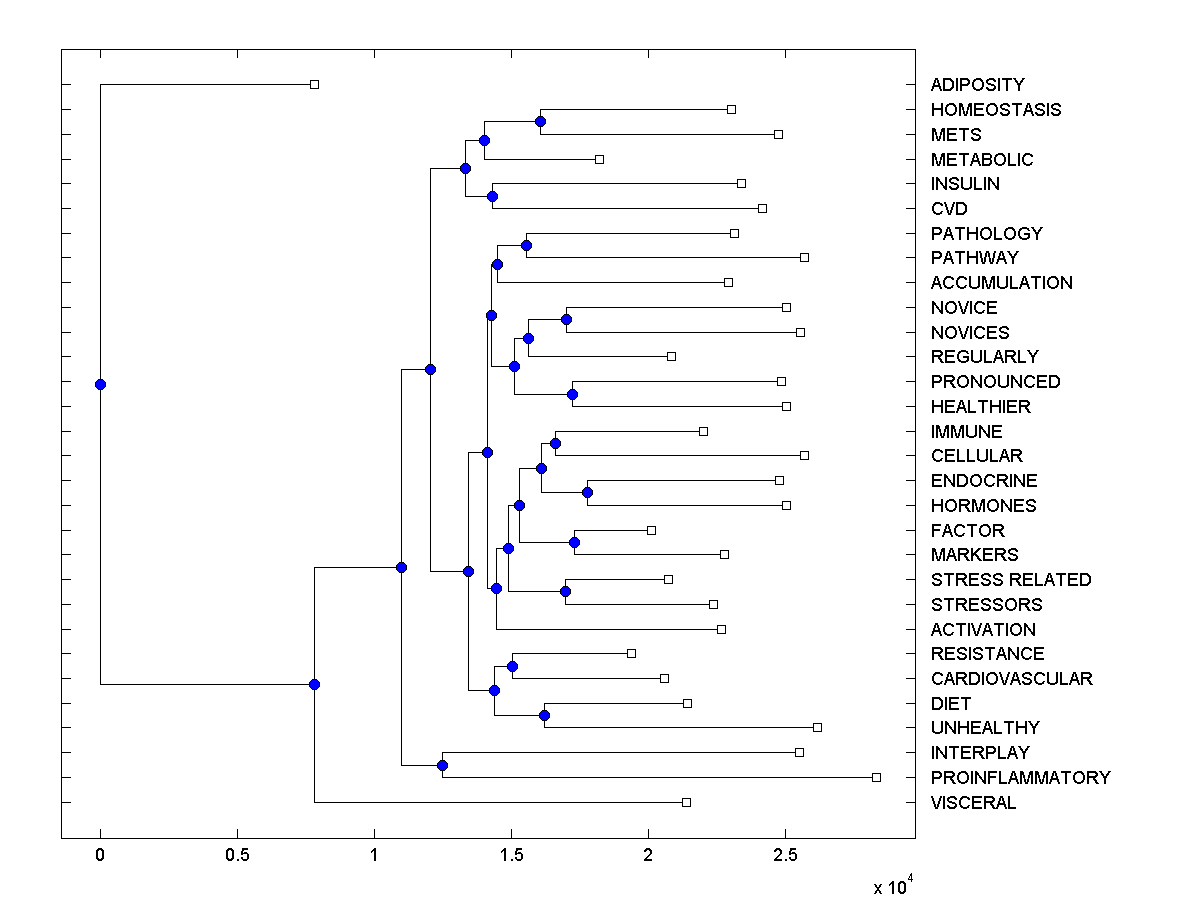 ADIPOSITY
HOMEOSTASIS
METS
METABOLIC
INSULIN
CVD
PATHOLOGY
PATHWAY
ACCUMULATION
NOVICE
NOVICES
REGULARLY
PRONOUNCED
HEALTHIER
IMMUNE
CELLULAR
ENDOCRINE
HORMONES
FACTOR
MARKERS
STRESS RELATED
STRESSORS
ACTIVATION
RESISTANCE
CARDIOVASCULAR
DIET
UNHEALTHY
INTERPLAY
PROINFLAMMATORY
VISCERAL
0 0.5 1 1.5 2 2.5
x 10^4